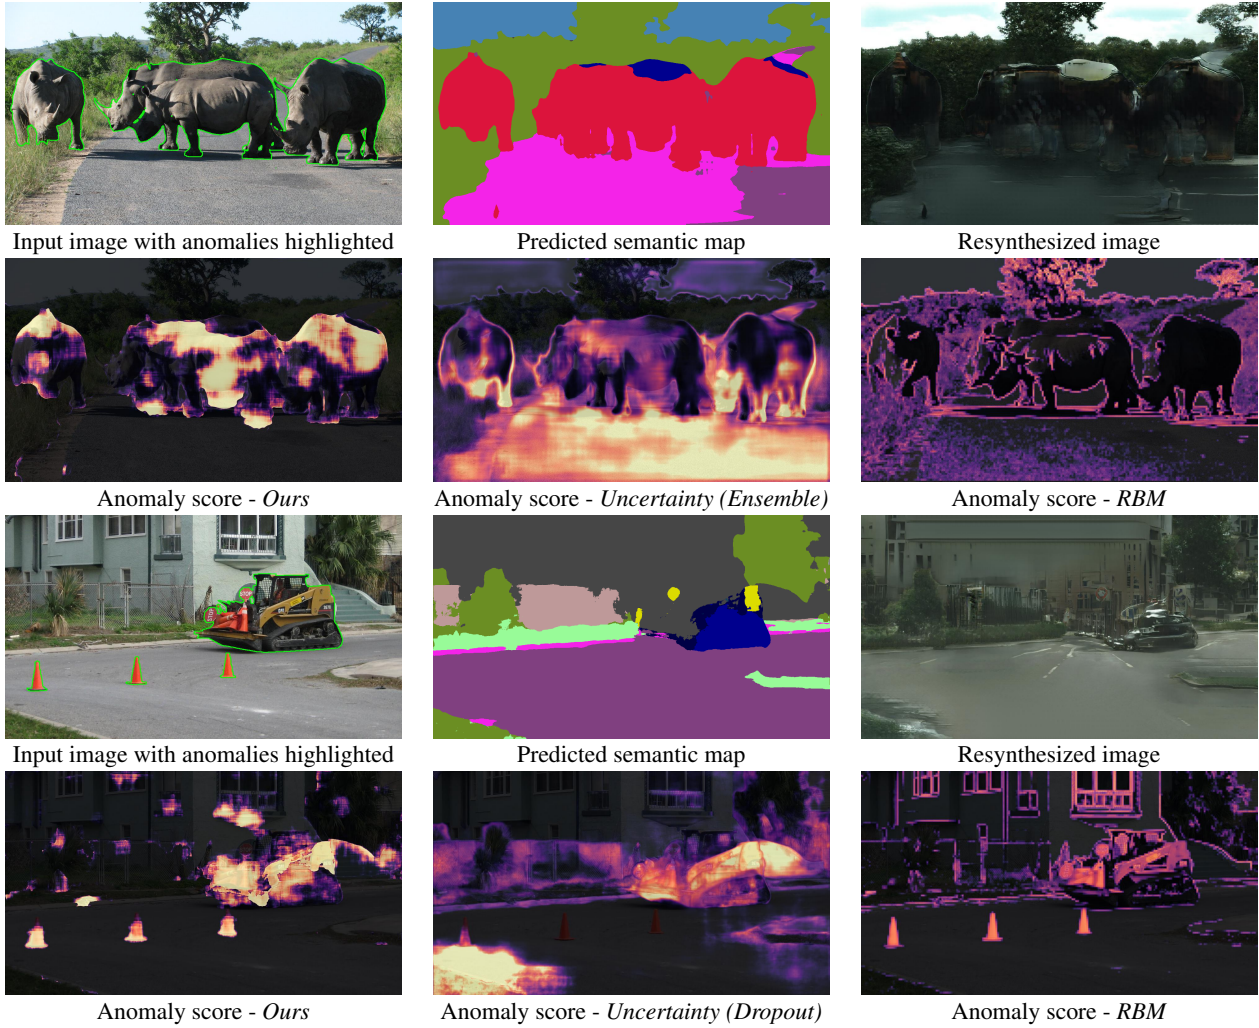 Input image with anomalies highlighted
Predicted semantic map
Resynthesized image
Anomaly score - Ours
Anomaly score - Uncertainty (Ensemble)
Anomaly score - RBM
STOP
Input image with anomalies highlighted
Predicted semantic map
Resynthesized image
Anomaly score - Ours
Anomaly score - Uncertainty (Dropout)
Anomaly score - RBM